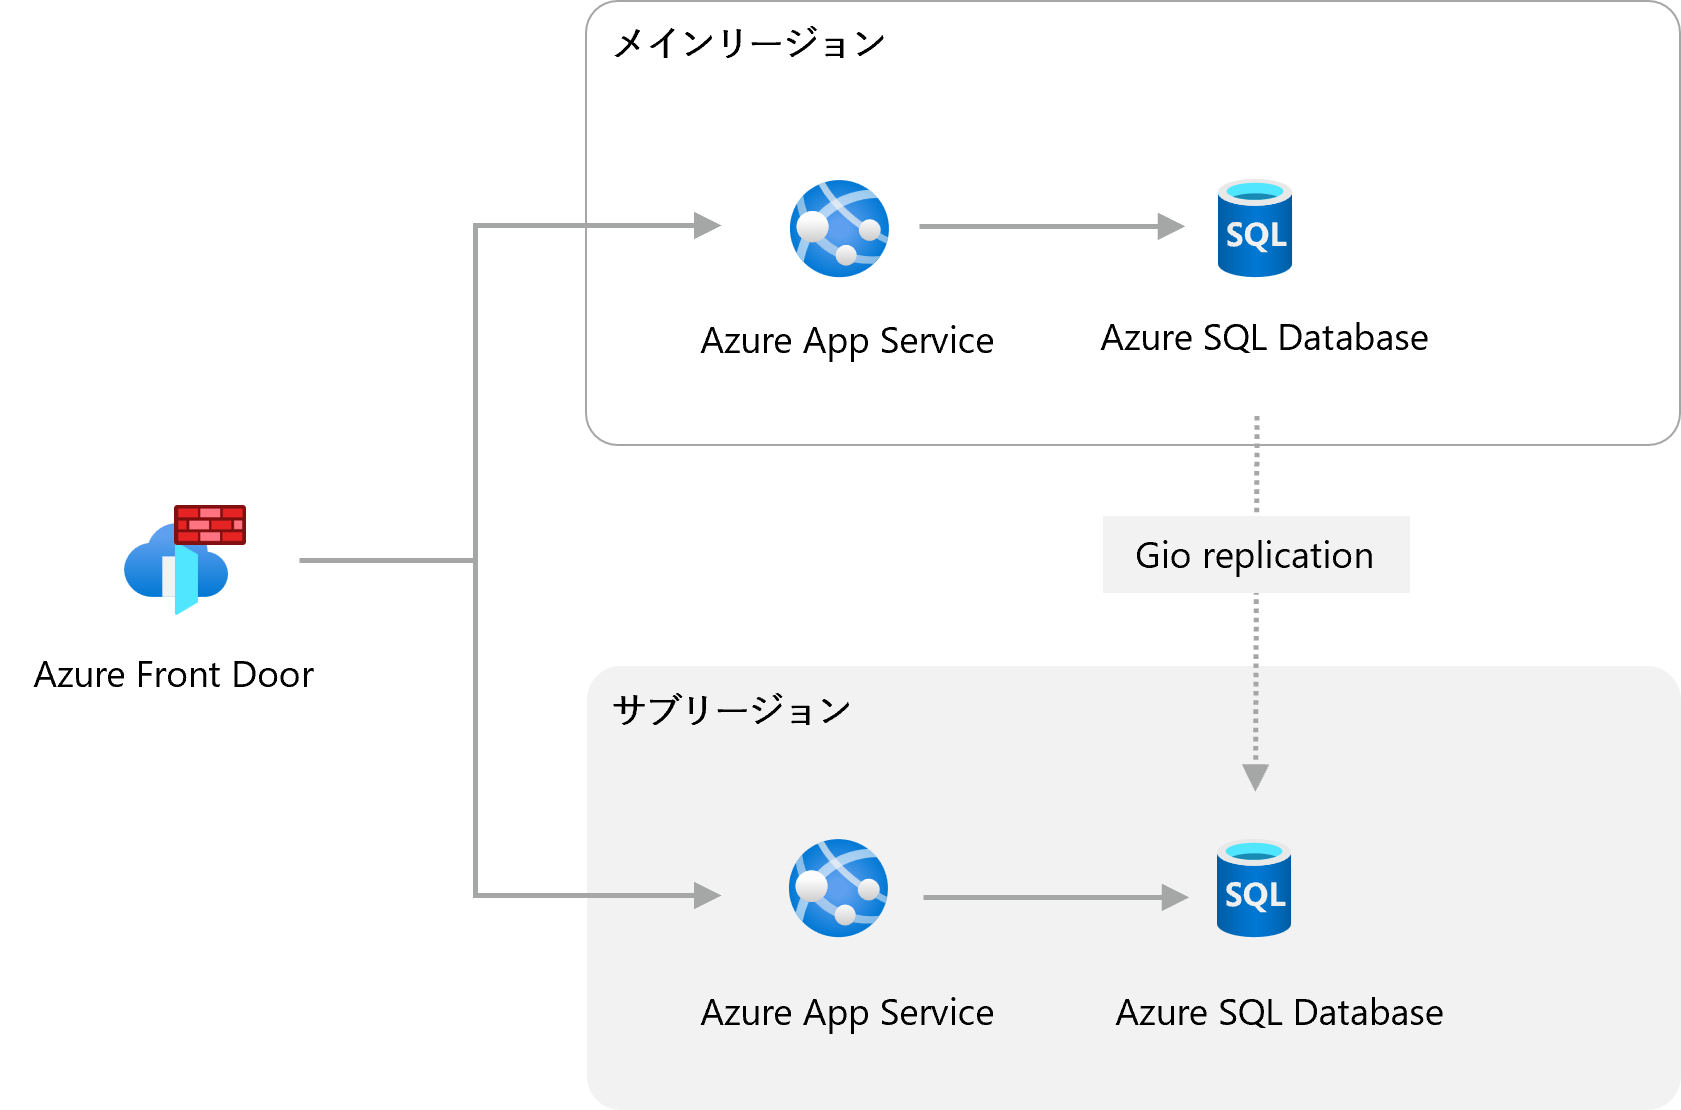 メインリージョン
SQL
Azure App Service
Azure SQL Database
Gio replication
Azure Front Door
サブリージョン
SQL
Azure App Service
Azure SQL Database